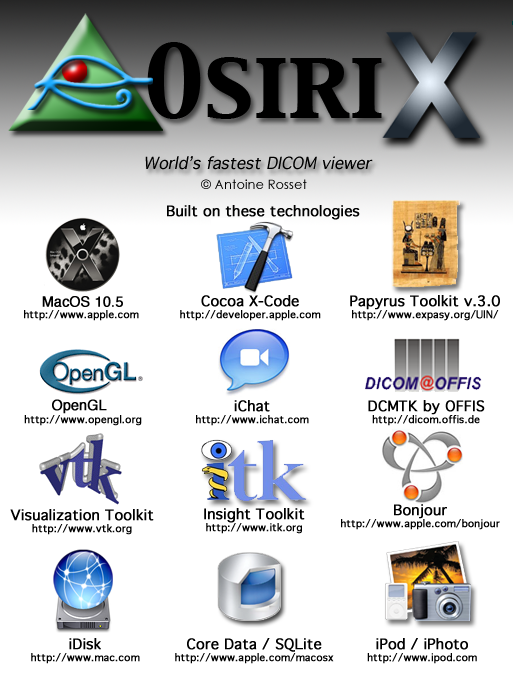 OSIRIX
World's fastest DICOM viewer
© Antoine Rosset
Built on these technologies
X
MacOS 10.5
http://www.apple.com
Cocoa X-Code
http://developer.apple.com
Papyrus Toolkit v.3.0
http://www.expasy.org/UIN/
OpenGL®
OpenGL
http://www.opengl.org
iChat
http://www.ichat.com
DICOM@OFFIS
DCMTK by OFFIS
http://dicom.offis.de
vtk
Visualization Toolkit
http://www.vtk.org
itk
Insight Toolkit
http://www.itk.org
Bonjour
http://www.apple.com/bonjour
iDisk
http://www.mac.com
Core Data / SQLite
http://www.apple.com/macosx
iPod / iPhoto
http://www.ipod.com